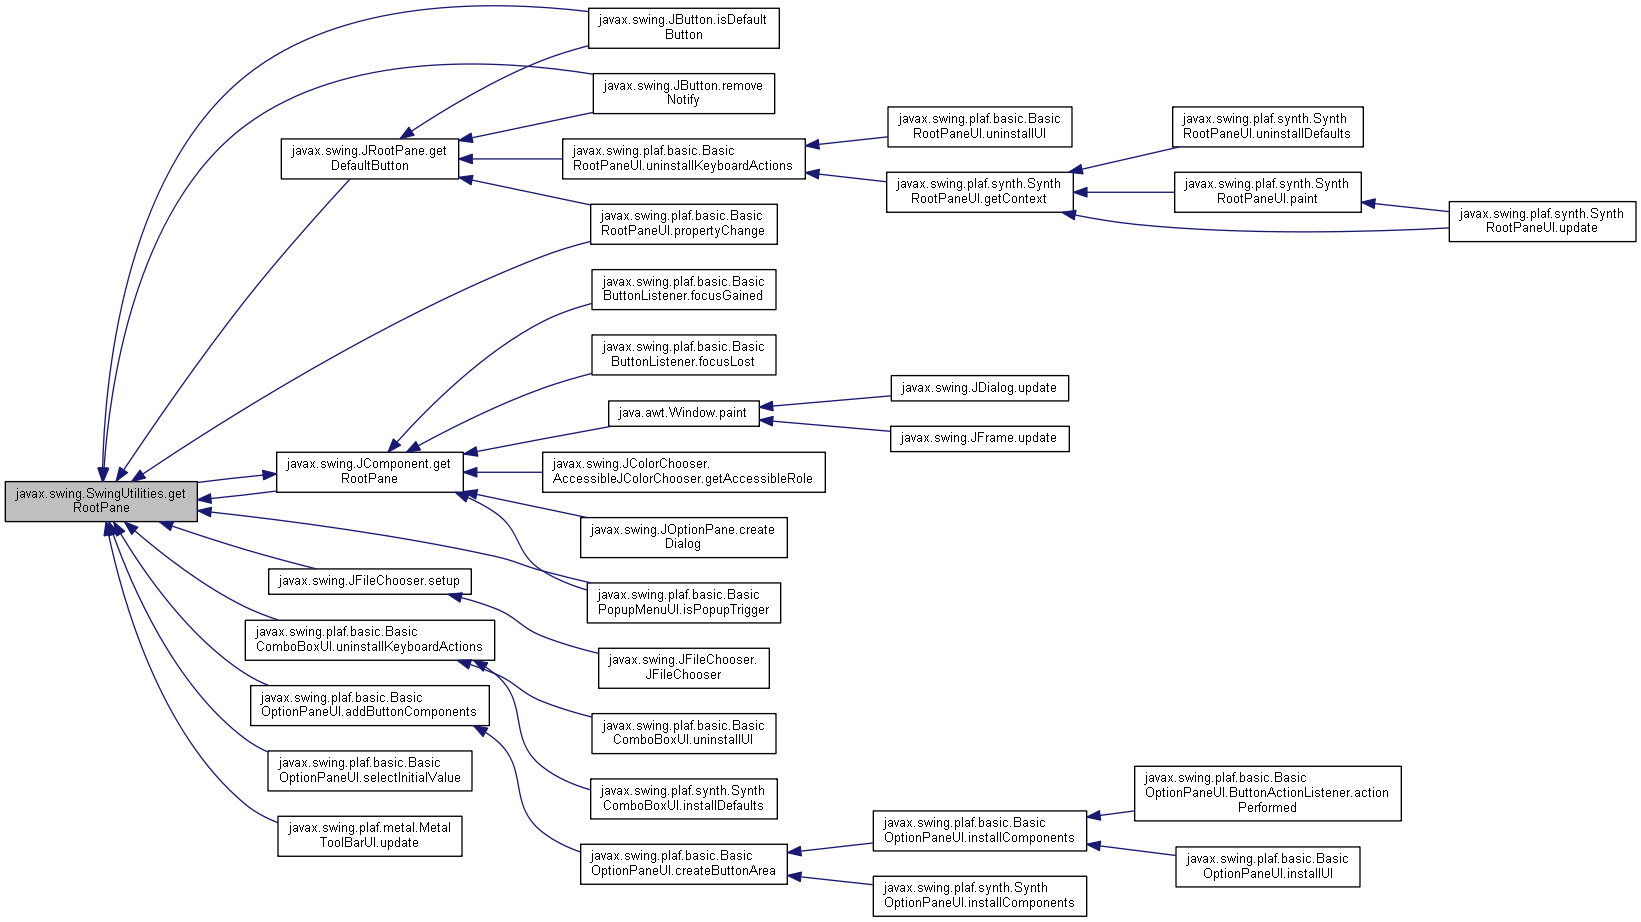 javax.swing.SwingUtilities.get
RootPane
javax.swing.JButton.isDefault
Button
javax.swing.JButton.remove
Notify
javax.swing.JRootPane.get
DefaultButton
javax.swing.plaf.basic.Basic
RootPaneUI.uninstallKeyboardActions
javax.swing.plaf.basic.Basic
RootPaneUI.uninstallUI
javax.swing.plaf.synth.Synth
RootPaneUI.getContext
javax.swing.plaf.synth.Synth
RootPaneUI.uninstallDefaults
javax.swing.plaf.synth.Synth
RootPaneUI.paint
javax.swing.plaf.synth.Synth
RootPaneUI.update
javax.swing.plaf.basic.Basic
RootPaneUI.propertyChange
javax.swing.plaf.basic.Basic
ButtonListener.focusGained
javax.swing.plaf.basic.Basic
ButtonListener.focusLost
javax.swing.JComponent.get
RootPane
java.awt.Window.paint
javax.swing.JDialog.update
javax.swing.JFrame.update
javax.swing.JColorChooser.
AccessibleJColorChooser.getAccessibleRole
javax.swing.JOptionPane.create
Dialog
javax.swing.plaf.basic.Basic
PopupMenuUI.isPopupTrigger
javax.swing.JFileChooser.setup
javax.swing.JFileChooser.
JFileChooser
javax.swing.plaf.basic.Basic
ComboBoxUI.uninstallKeyboardActions
javax.swing.plaf.basic.Basic
ComboBoxUI.uninstallUI
javax.swing.plaf.synth.Synth
ComboBoxUI.installDefaults
javax.swing.plaf.basic.Basic
OptionPaneUI.addButtonComponents
javax.swing.plaf.basic.Basic
OptionPaneUI.createButtonArea
javax.swing.plaf.basic.Basic
OptionPaneUI.installComponents
javax.swing.plaf.basic.Basic
OptionPaneUI.ButtonActionListener.action
Performed
javax.swing.plaf.basic.Basic
OptionPaneUI.installUI
javax.swing.plaf.synth.Synth
OptionPaneUI.installComponents
javax.swing.plaf.basic.Basic
OptionPaneUI.selectInitialValue
javax.swing.plaf.metal.Metal
ToolBarUI.update